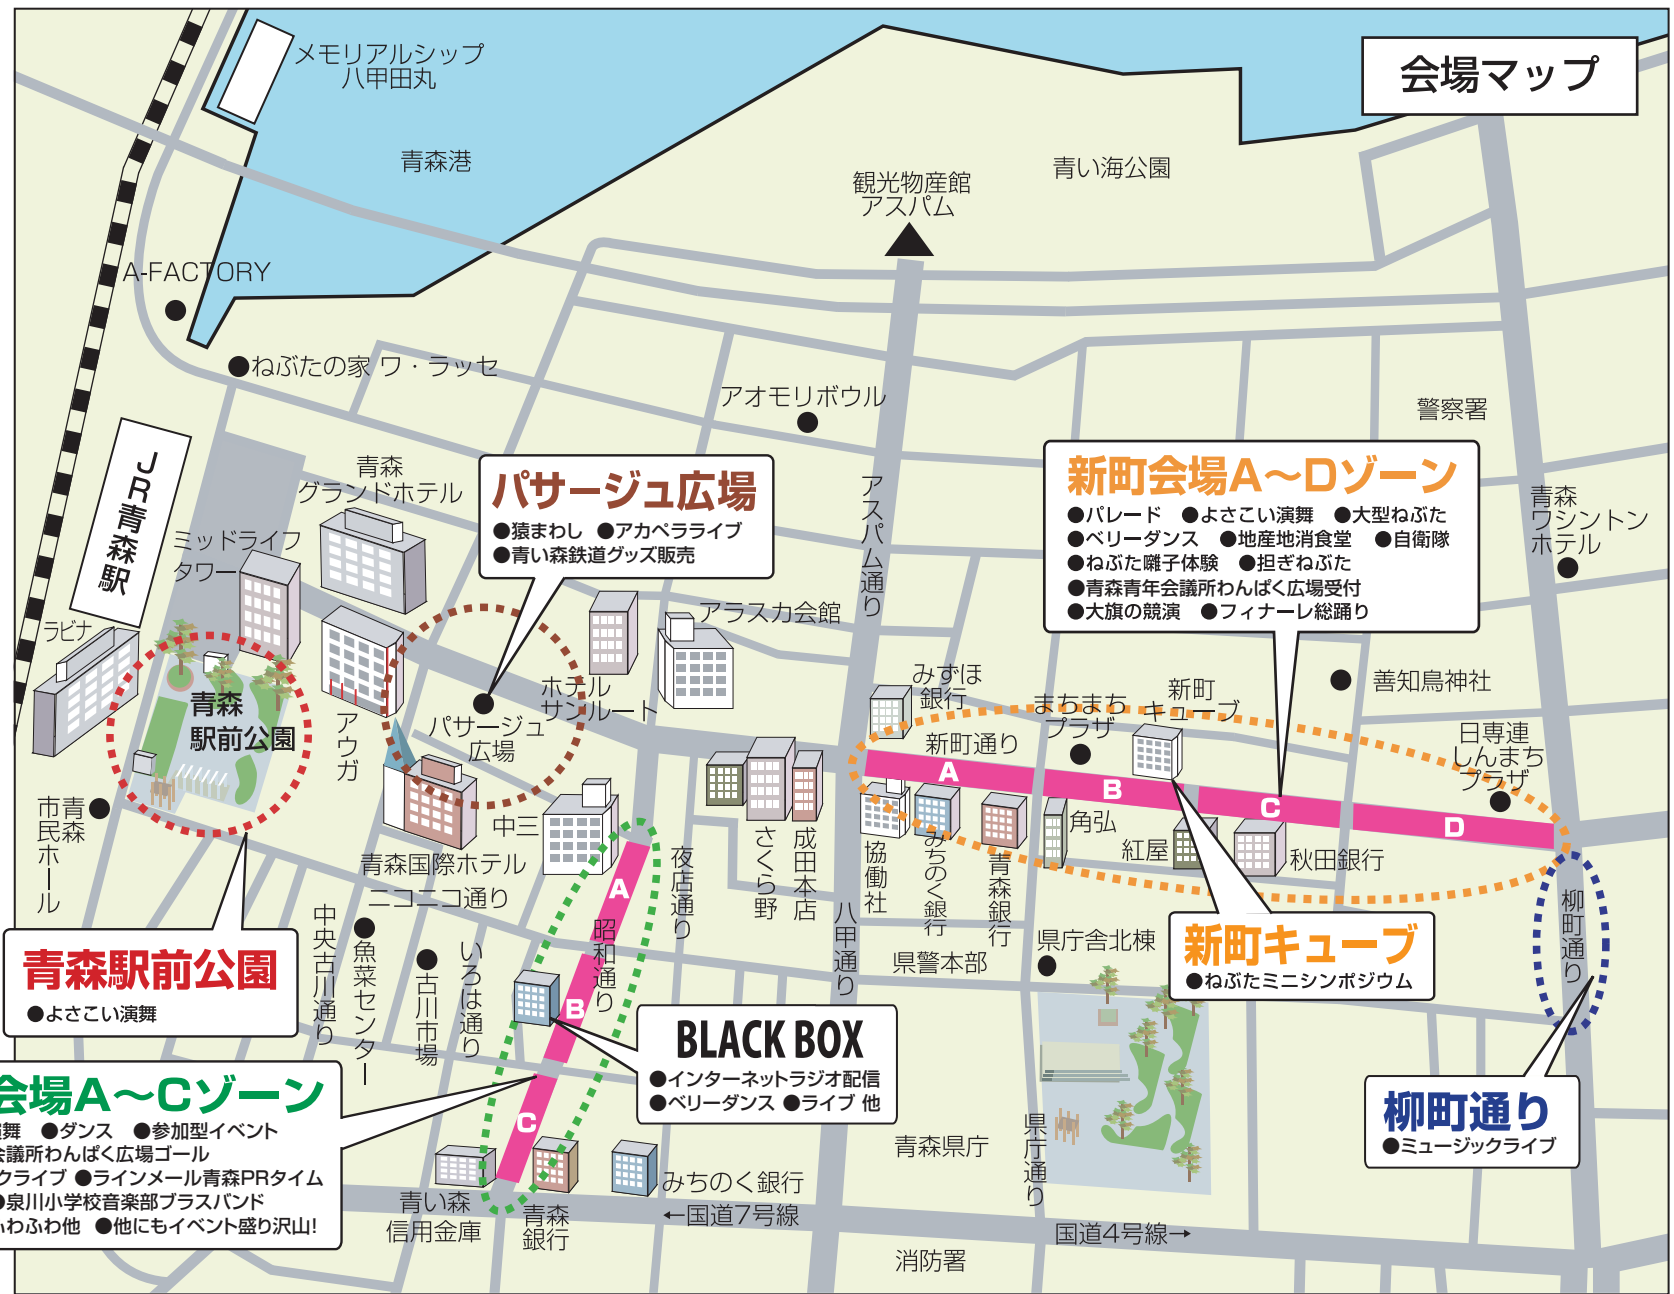 会場マップ
メモリアルシップ
八甲田丸
青森港
観光物産館
アスパム
青い海公園
A-FACTORY
ねぶたの家 ワ・ラッセ
アオモリボウル
警察署
JR青森駅
青森
グランドホテル
パサージュ広場
●猿まわし ●アカペラライブ
●青い森鉄道グッズ販売
アスパム通り
新町会場A〜Dゾーン
●パレード ●よさこい演舞 ●大型ねぶた
●ベリーダンス ●地産地消食堂 ●自衛隊
●ねぶた囃子体験 ●担ぎねぶた
●青森青年会議所わんぱく広場受付
●大旗の競演 ●フィナーレ総踊り
青森
ワシントン
ホテル
ミッドライフ
タワー
ラビナ
アラスカ会館
青森
駅前公園
アウガ
パサージュ
広場
ホテル
サンルート
みずほ
銀行
新町通り
まちまち
プラザ
新町
キューブ
善知鳥神社
日専連
しんまち
プラザ
A
B
C
D
青森
市民ホール
中三
青森国際ホテル
ニコニコ通り
夜店通り
さくら野
成田本店
協働社
みちのく銀行
青森銀行
角弘
紅屋
秋田銀行
柳町通り
青森駅前公園
●よさこい演舞
中央古川通り
魚菜センター
古川市場
いろは通り
昭和通り
A
B
C
八甲通り
県警本部
県庁舎北棟
新町キューブ
●ねぶたミニシンポジウム
BLACK BOX
●インターネットラジオ配信
●ベリーダンス ●ライブ 他
会場A〜Cゾーン
演舞 ●ダンス ●参加型イベント
会議所わんぱく広場ゴール
クライブ ●ラインメール青森PRタイム
●泉川小学校音楽部ブラスバンド
ふわふわ他 ●他にもイベント盛り沢山!
柳町通り
●ミュージックライブ
青森県庁
県庁通り
青い森
信用金庫
青森
銀行
みちのく銀行
←国道7号線
国道4号線→
消防署